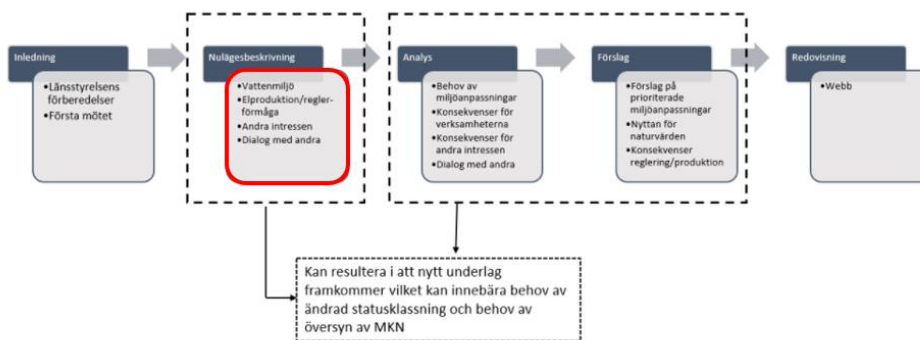 Inledning
•Länsstyrelsens
förberedelser
•Första mötet
Nulägesbeskrivning
•Vattenmiljö
•Elproduktion/regler-
förmåga
•Andra intressen
•Dialog med andra
Analys
•Behov av
miljöanpassningar
•Konsekvenser för
verksamheterna
•Konsekvenser för
andra intressen
•Dialog med andra
Förslag
•Förslag på
prioriterade
miljöanpassningar
•Nyttan för
naturvärden
•Konsekvenser
reglering/produktion
Redovisning
•Webb
Kan resultera i att nytt underlag
framkommer vilket kan innebära behov av
ändrad statusklassning och behov av
översyn av MKN